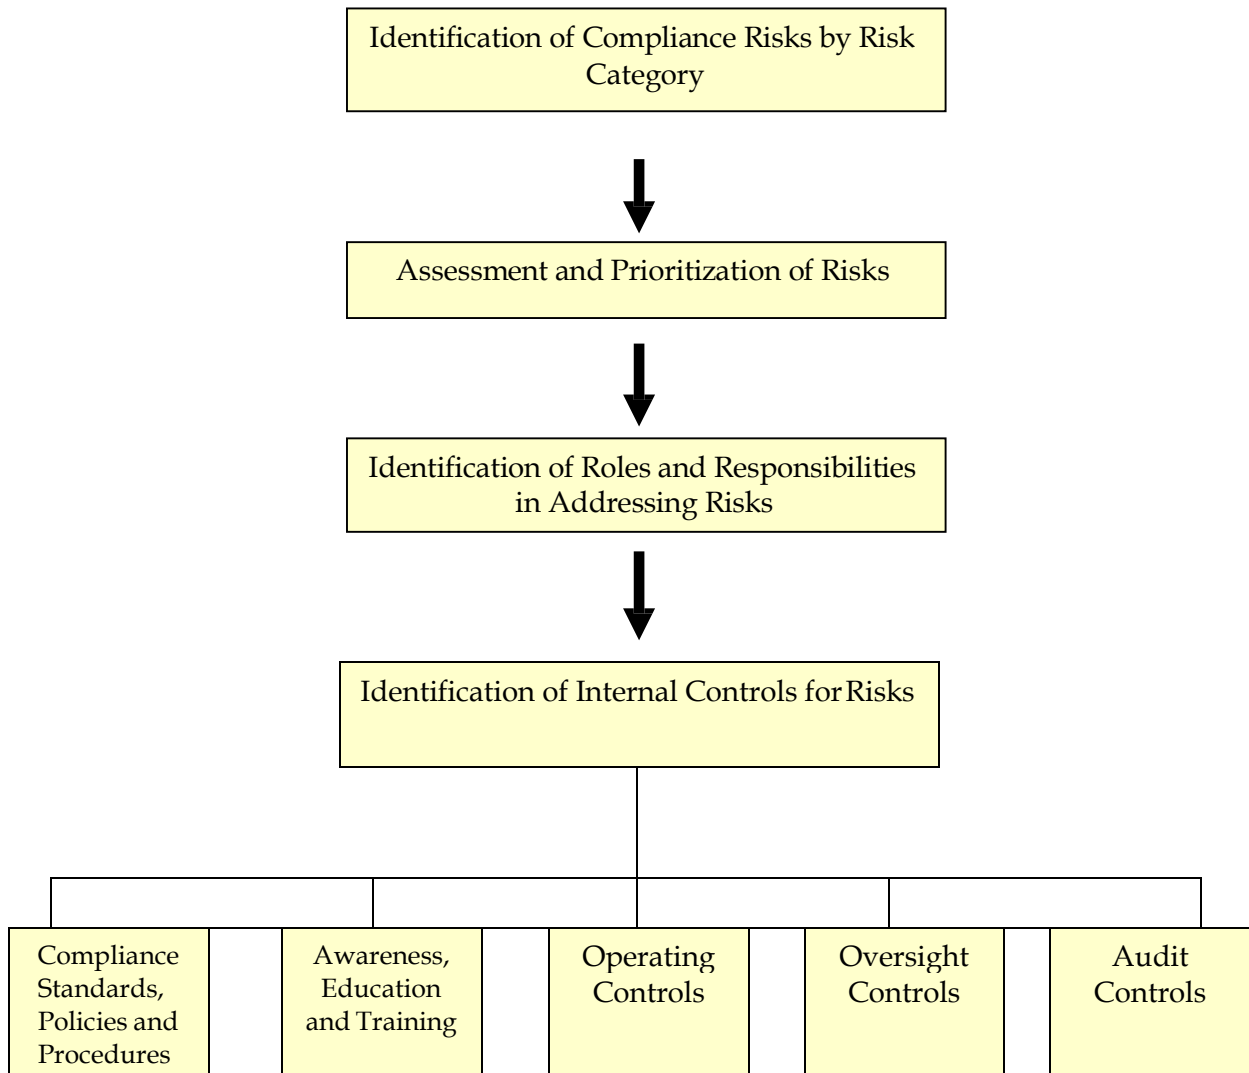 Identification of Compliance Risks by Risk
Category
Assessment and Prioritization of Risks
Identification of Roles and Responsibilities
in Addressing Risks
Identification of Internal Controls for Risks
Compliance
Standards,
Policies and
Procedures
Awareness,
Education
and Training
Operating
Controls
Oversight
Controls
Audit
Controls